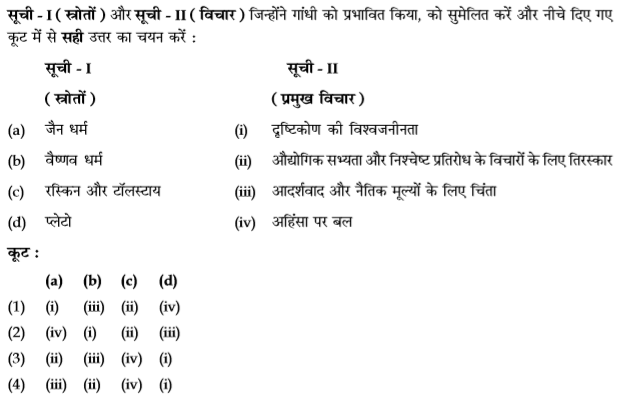 सूची - I ( स्त्रोतों ) और सूची - II ( विचार ) जिन्होंने गांधी को प्रभावित किया, को सुमेलित करें और नीचे दिए गए
कूट में से सही उत्तर का चयन करें :
सूची - I सूची - II
( स्त्रोतों ) ( प्रमुख विचार )
(a) जैन धर्म (i) दृष्टिकोण की विश्वजनीनता
(b) वैष्णव धर्म (ii) औद्योगिक सभ्यता और निश्चेष्ट प्रतिरोध के विचारों के लिए तिरस्कार
(c) रस्किन और टॉलस्टाय (iii) आदर्शवाद और नैतिक मूल्यों के लिए चिंता
(d) प्लेटो (iv) अहिंसा पर बल
कूट :
(a) (b) (c) (d)
(1) (i) (iii) (ii) (iv)
(2) (iv) (i) (ii) (iii)
(3) (ii) (iii) (iv) (i)
(4) (iii) (ii) (iv) (i)